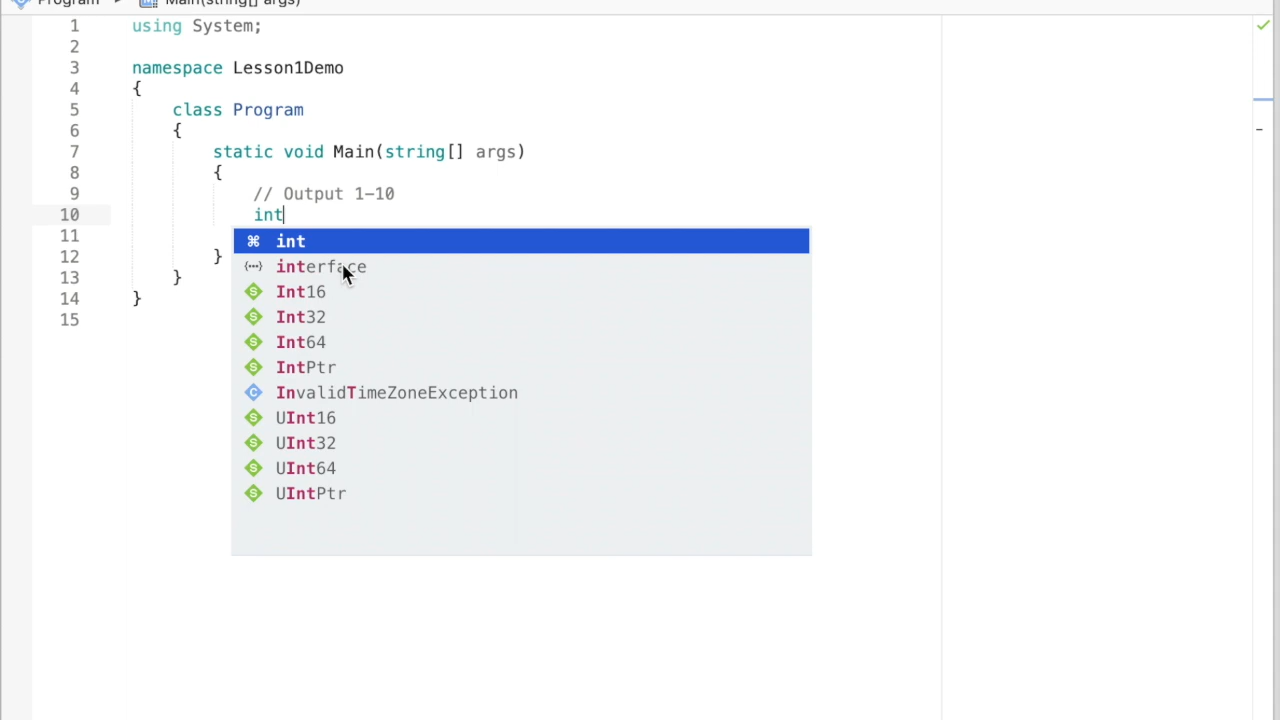 Program ▸ Main(string[] args)
1 using System;
2
3 namespace Lesson1Demo
4 {
5 class Program
6 {
7 static void Main(string[] args)
8 {
9 // Output 1-10
10 int
11
12 }
13 }
14 }
15
int
interface
Int16
Int32
Int64
IntPtr
InvalidTimeZoneException
UInt16
UInt32
UInt64
UIntPtr